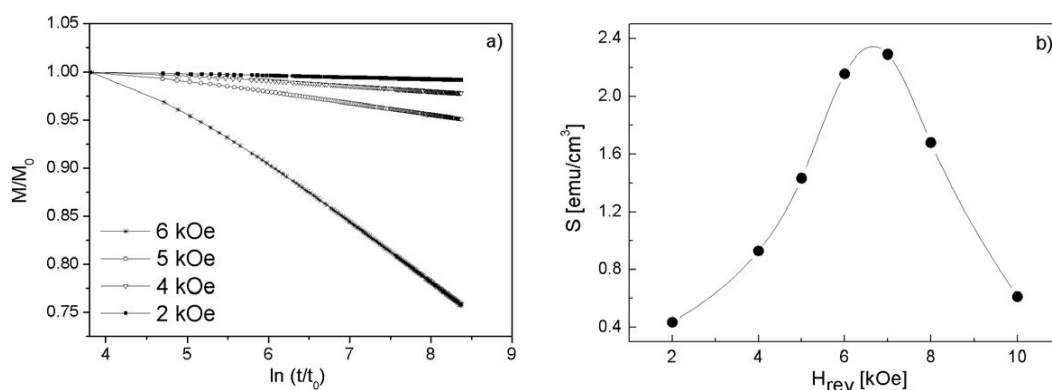 a)
1.05
1.00
0.95
0.90
0.85
0.80
0.75
M/M₀
6 kOe
5 kOe
4 kOe
2 kOe
4 5 6 7 8 9
ln (t/t₀)
b)
2.4
2.0
1.6
1.2
0.8
0.4
S [emu/cm³]
2 4 6 8 10
H_rev [kOe]